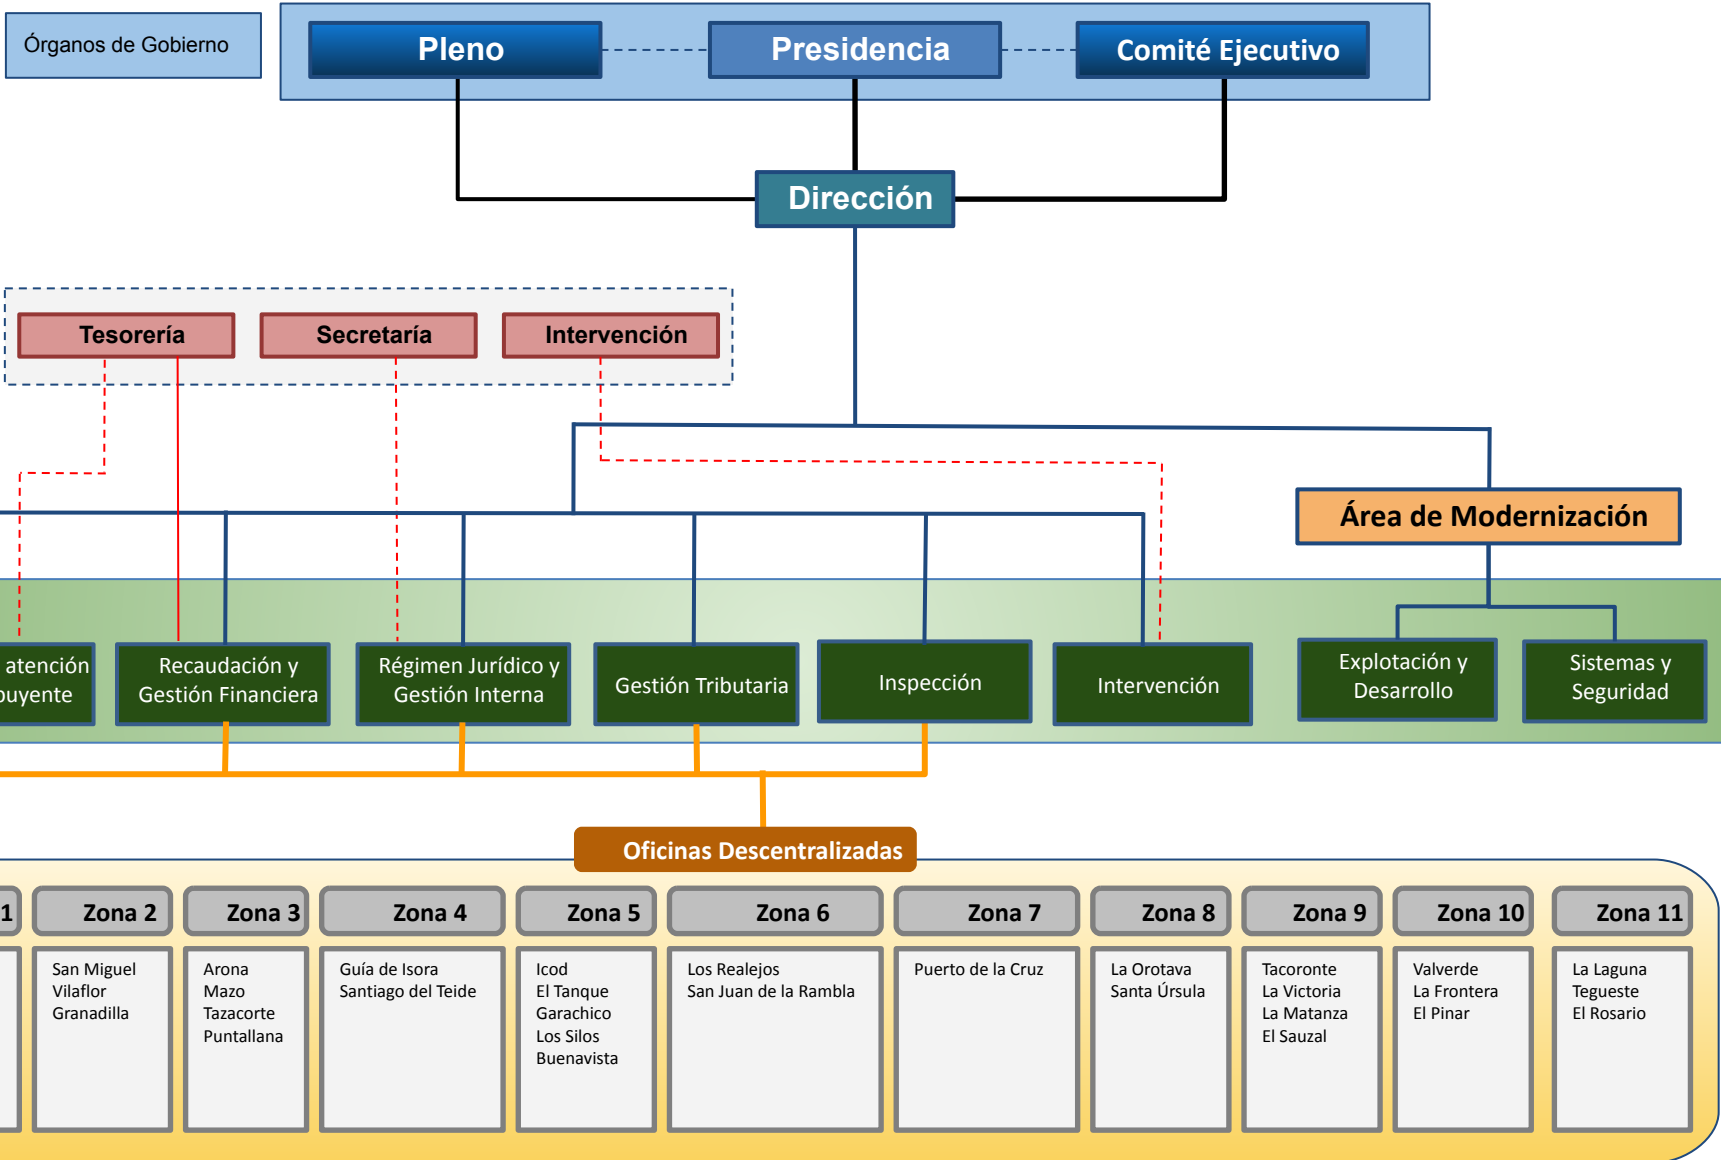 Órganos de Gobierno
Pleno
Presidencia
Comité Ejecutivo
Dirección
Tesorería
Secretaría
Intervención
Área de Modernización
atención
buyente
Recaudación y
Gestión Financiera
Régimen Jurídico y
Gestión Interna
Gestión Tributaria
Inspección
Intervención
Explotación y
Desarrollo
Sistemas y
Seguridad
Oficinas Descentralizadas
1
Zona 2
Zona 3
Zona 4
Zona 5
Zona 6
Zona 7
Zona 8
Zona 9
Zona 10
Zona 11
San Miguel
Vilaflor
Granadilla
Arona
Mazo
Tazacorte
Puntallana
Guía de Isora
Santiago del Teide
Icod
El Tanque
Garachico
Los Silos
Buenavista
Los Realejos
San Juan de la Rambla
Puerto de la Cruz
La Orotava
Santa Úrsula
Tacoronte
La Victoria
La Matanza
El Sauzal
Valverde
La Frontera
El Pinar
La Laguna
Tegueste
El Rosario